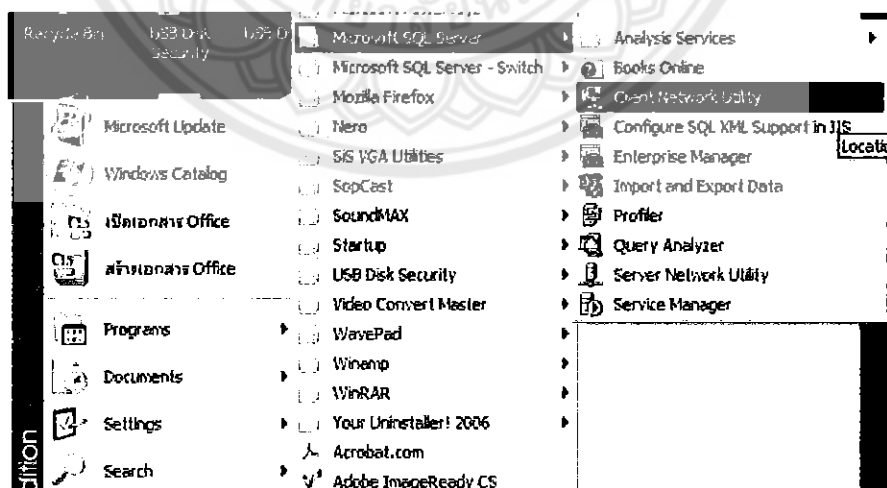 Recycle Bin
USB Disk
Security
USB D
Microsoft Update
Windows Catalog
เปิดเอกสาร Office
สร้างเอกสาร Office
Programs
Documents
Settings
Search
dition
Microsoft SQL Server
Microsoft SQL Server - Switch
Mozilla Firefox
Nero
SiS VGA Utilities
SopCast
SoundMAX
Startup
USB Disk Security
Video Convert Master
WavePad
Winamp
WinRAR
Your Uninstaller! 2006
Acrobat.com
Adobe ImageReady CS
Analysis Services
Books Online
Client Network Utility
Configure SQL XML Support in IIS
Enterprise Manager
Import and Export Data
Profiler
Query Analyzer
Server Network Utility
Service Manager
Locatio